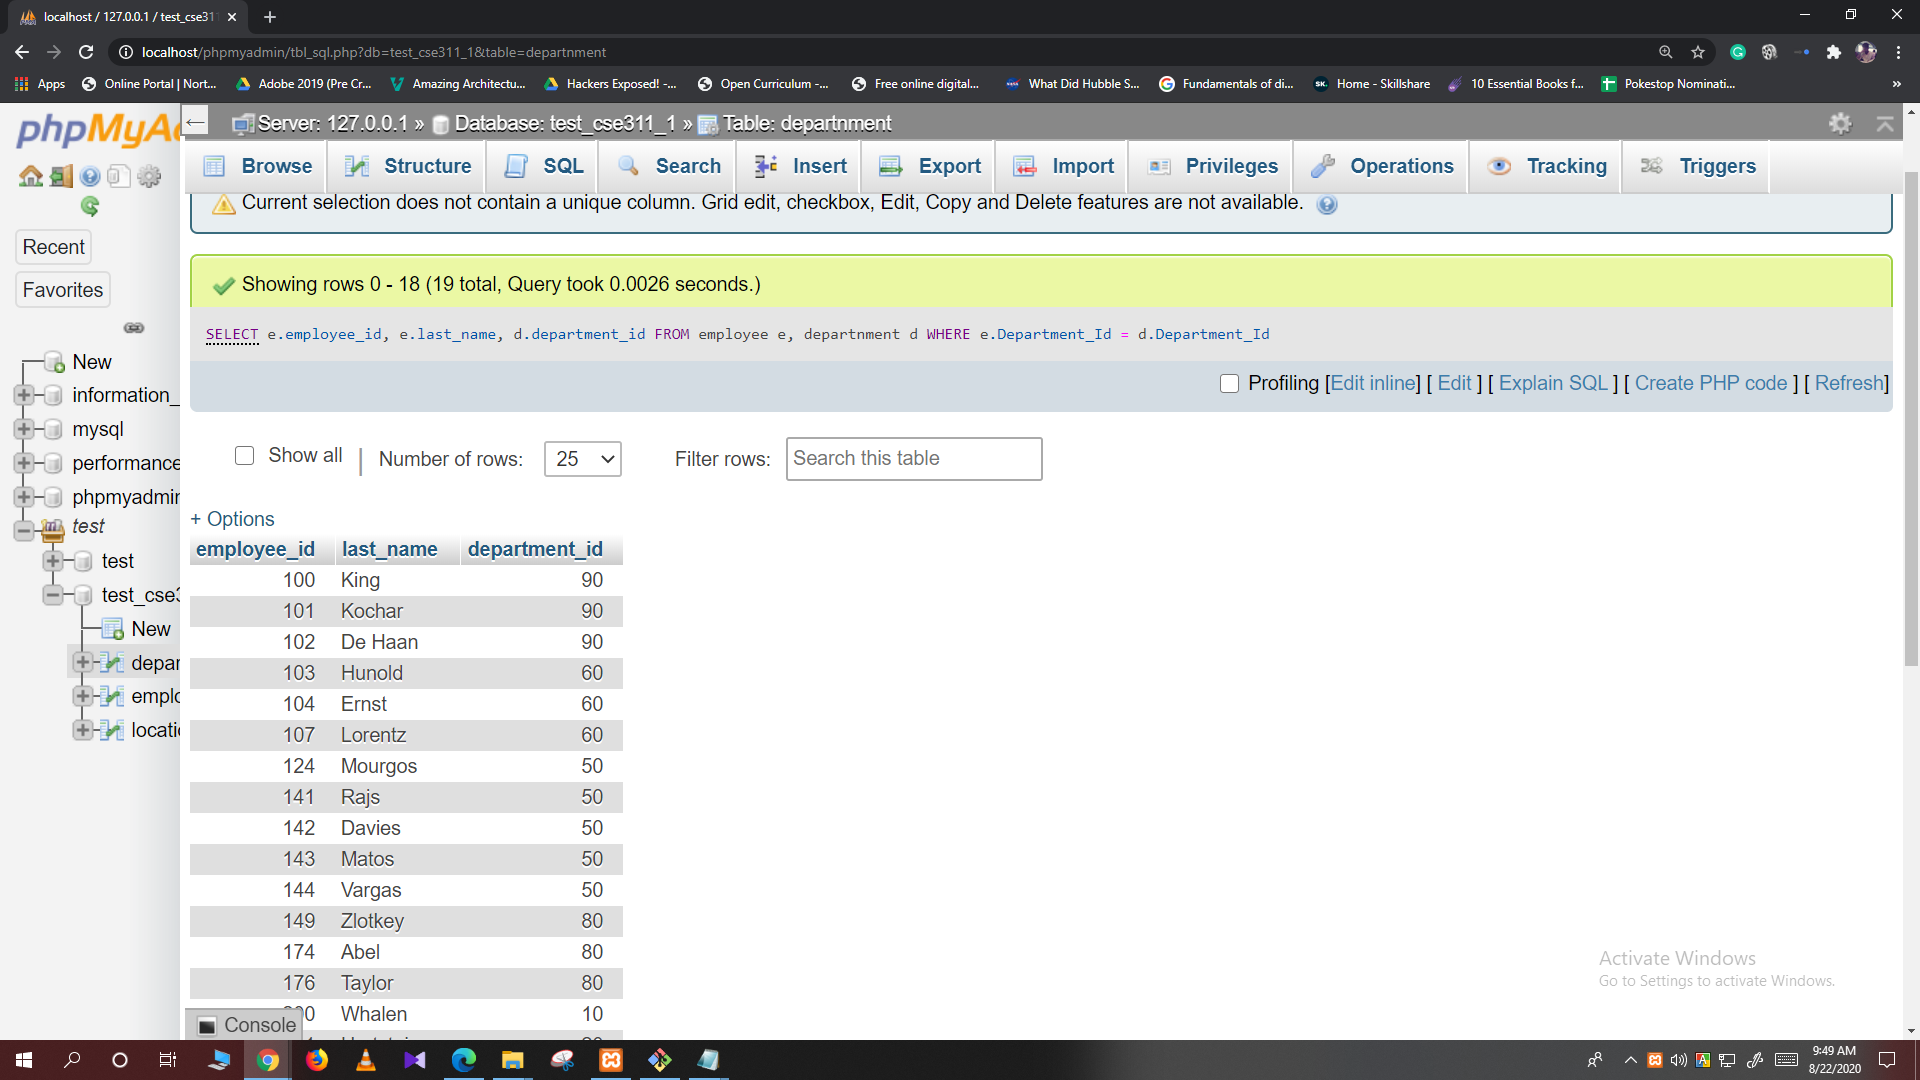 localhost / 127.0.0.1 / test_cse311
localhost/phpmyadmin/tbl_sql.php?db=test_cse311_1&table=departnment
Apps Online Portal | Nort... Adobe 2019 (Pre Cr... Amazing Architectu... Hackers Exposed! -... Open Curriculum -... Free online digital... What Did Hubble S... Fundamentals of di... SK. Home - Skillshare 10 Essential Books f... Pokestop Nominati... »
phpMyAd
Server: 127.0.0.1 » Database: test_cse311_1 » Table: departnment
Browse Structure SQL Search Insert Export Import Privileges Operations Tracking Triggers
Current selection does not contain a unique column. Grid edit, checkbox, Edit, Copy and Delete features are not available.
Recent
Favorites
New
information_
mysql
performance
phpmyadmin
test
test
test_cse3
New
depar
emplo
locatio
Showing rows 0 - 18 (19 total, Query took 0.0026 seconds.)
SELECT e.employee_id, e.last_name, d.department_id FROM employee e, departnment d WHERE e.Department_Id = d.Department_Id
Profiling [Edit inline] [ Edit ] [ Explain SQL ] [ Create PHP code ] [ Refresh]
Show all | Number of rows: 25 Filter rows: Search this table
+ Options
employee_id last_name department_id
100 King 90
101 Kochar 90
102 De Haan 90
103 Hunold 60
104 Ernst 60
107 Lorentz 60
124 Mourgos 50
141 Rajs 50
142 Davies 50
143 Matos 50
144 Vargas 50
149 Zlotkey 80
174 Abel 80
176 Taylor 80
Whalen 10
Console
Activate Windows
Go to Settings to activate Windows.
9:49 AM
8/22/2020